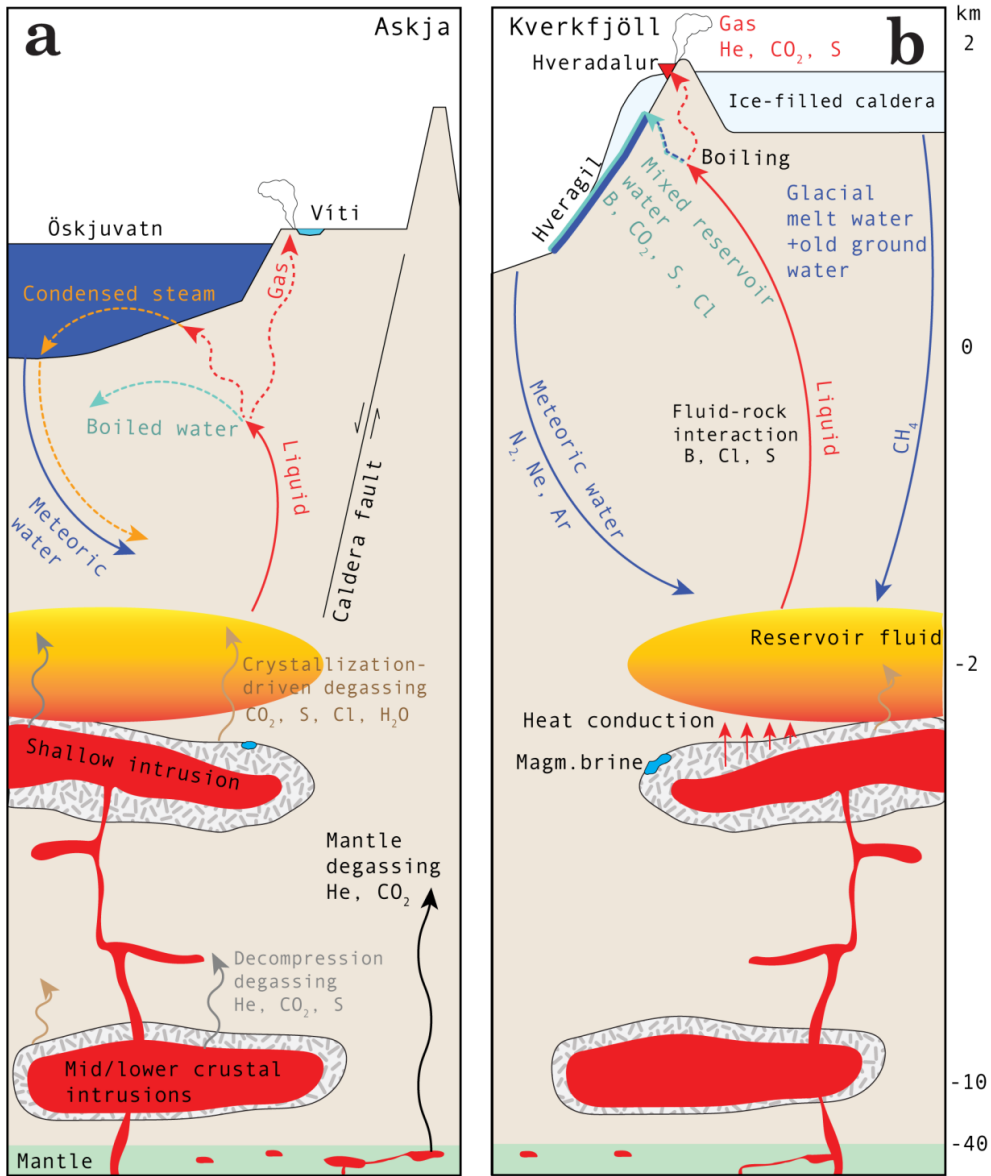 a
Askja
Öskjuvatn
Víti
Condensed steam
Gas
Boiled water
Liquid
Meteoric
water
Caldera fault
Crystallization-
driven degassing
CO₂, S, Cl, H₂O
Shallow intrusion
Mantle
degassing
He, CO₂
Decompression
degassing
He, CO₂, S
Mid/lower crustal
intrusions
Mantle
Kverkfjöll
b
Gas
He, CO₂, S
Hveradalur
Ice-filled caldera
Boiling
Hveragil
Mixed reservoir
water
B, CO₂, S, Cl
Glacial
melt water
+old ground
water
Meteoric water
N₂, Ne, Ar
Fluid-rock
interaction
B, Cl, S
Liquid
CH₄
Reservoir fluid
Heat conduction
Magm.brine
km
2
0
-2
-10
-40